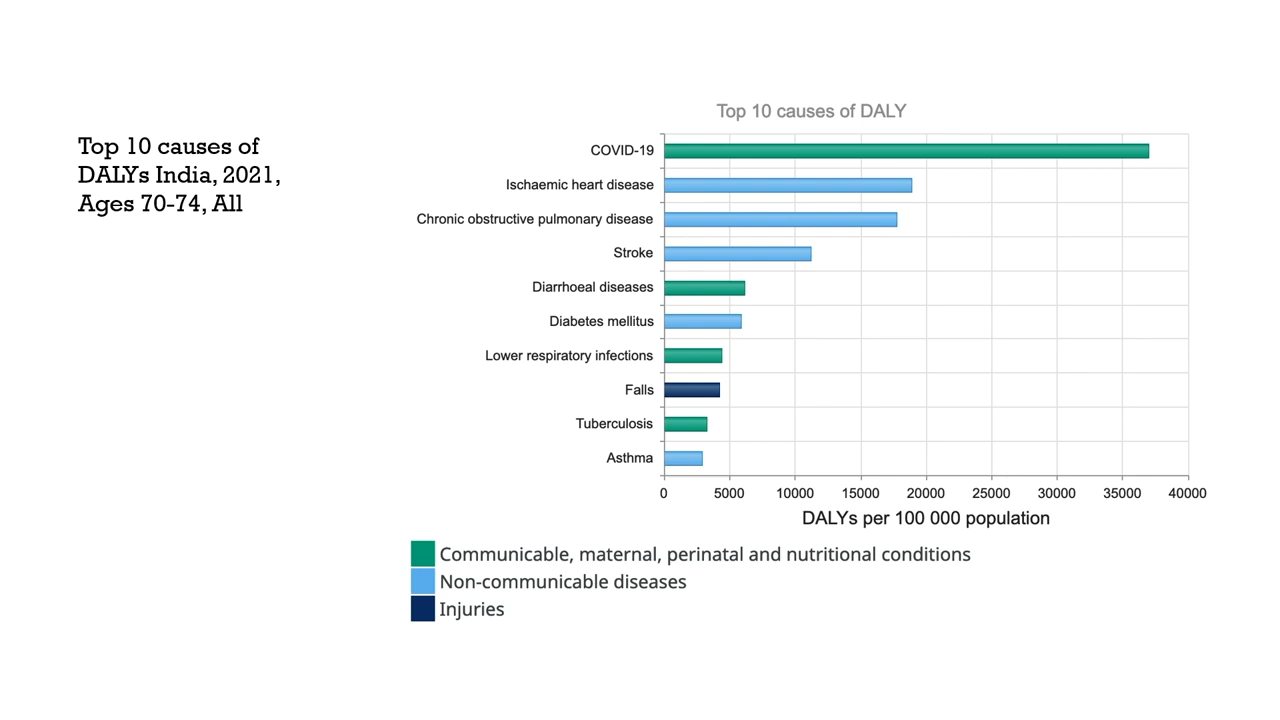 Top 10 causes of
DALYs India, 2021,
Ages 70-74, All
Top 10 causes of DALY
COVID-19
Ischaemic heart disease
Chronic obstructive pulmonary disease
Stroke
Diarrhoeal diseases
Diabetes mellitus
Lower respiratory infections
Falls
Tuberculosis
Asthma
0 5000 10000 15000 20000 25000 30000 35000 40000
DALYs per 100 000 population
Communicable, maternal, perinatal and nutritional conditions
Non-communicable diseases
Injuries